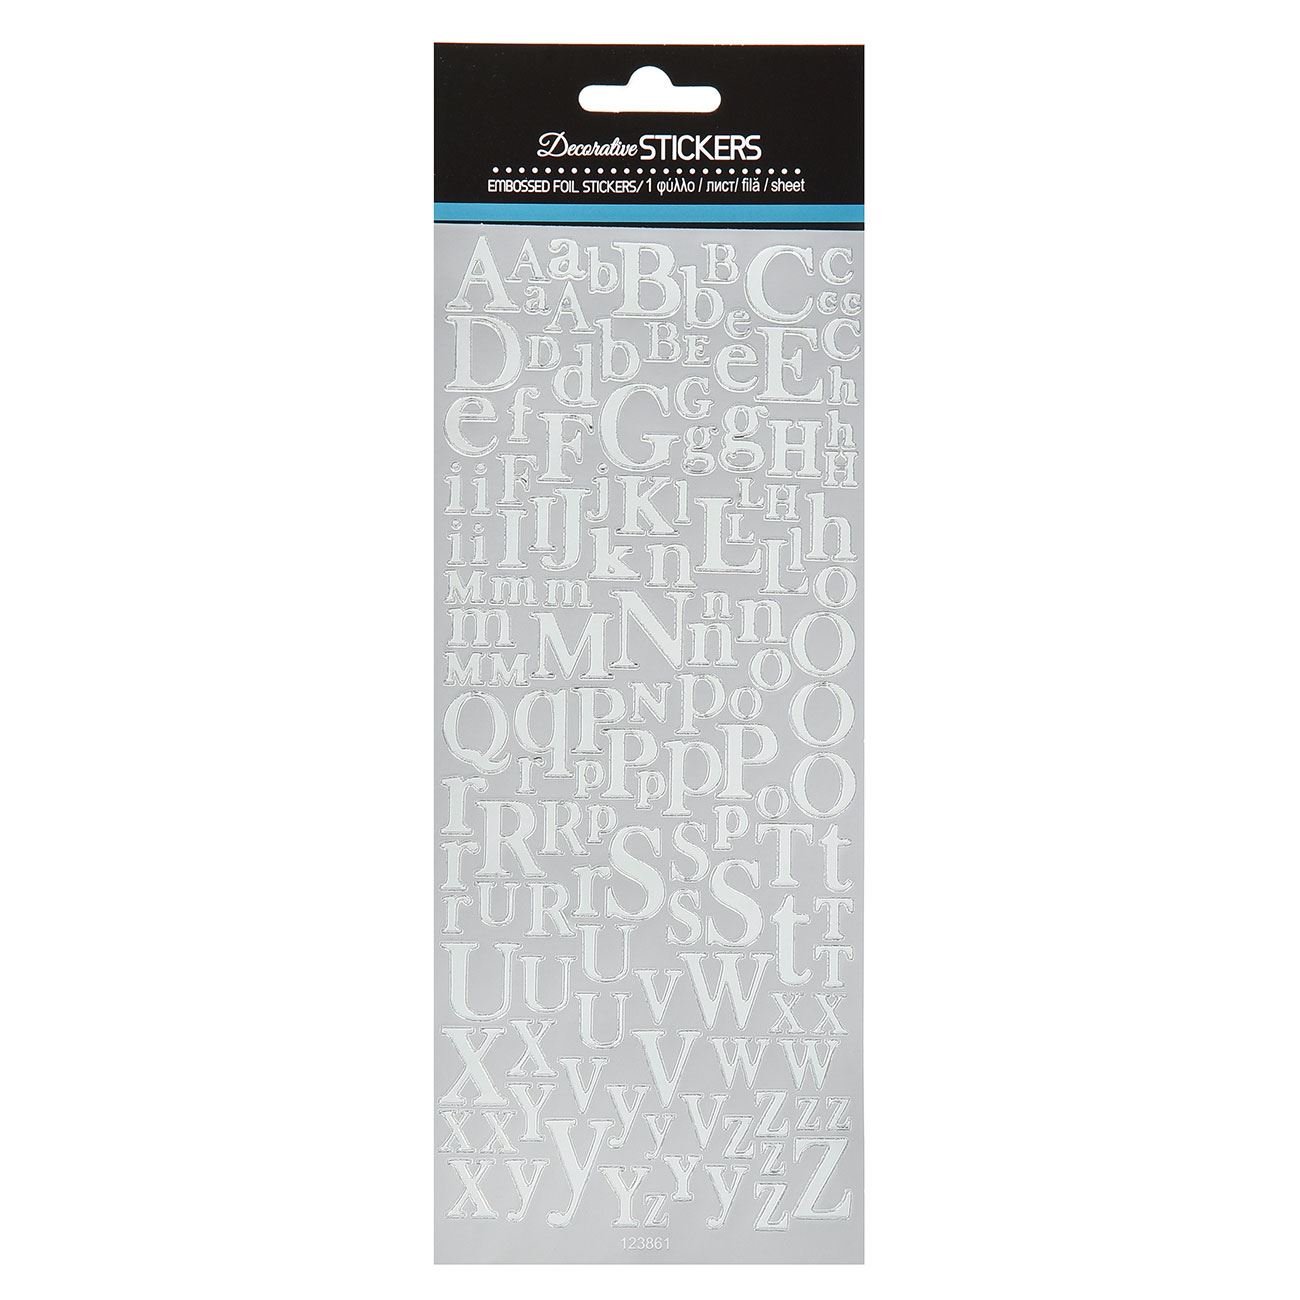 Decorative STICKERS
EMBOSSED FOIL STICKERS/ 1 φύλλο / лист/ filă / sheet
A A a b B B C c
a A b e c c
D D d b B E e E C h
e f F G G g g H h H
i i F I J j K l L L H h
i i I k n L l o
M m m N n n O
m M n o
M M
Q q P N p o O
r p P p p P o O
r R R p S S p T t
r U R r S S t T
U U U v W T
U x x
X X v V W W
x x Y y y V Z Z z z
X y y Y z Y y Z z Z
123861